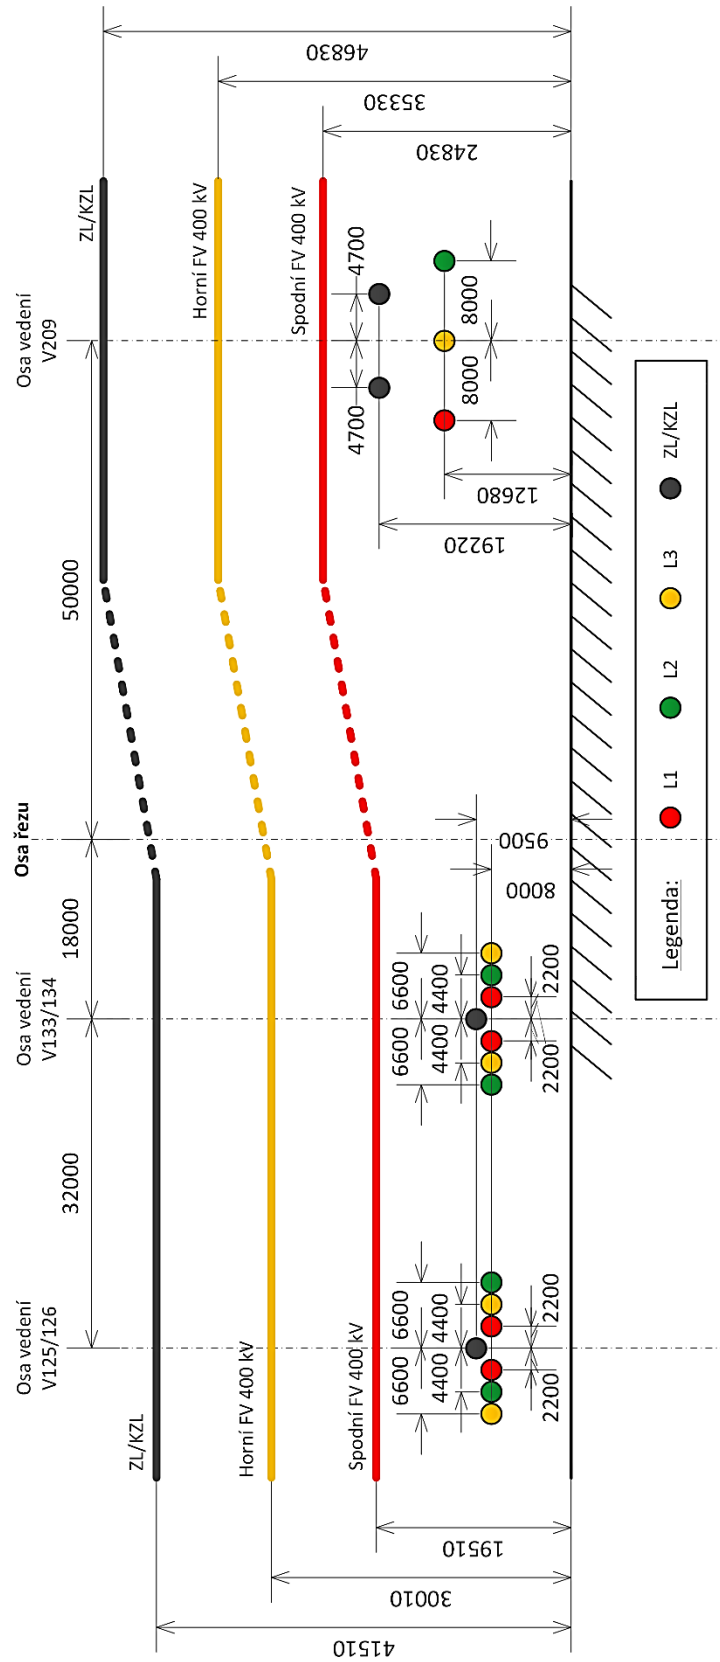 Osa vedení
V125/126
Osa vedení
V133/134
Osa řezu
Osa vedení
V209
32000
18000
50000
ZL/KZL
ZL/KZL
Horní FV 400 kV
Horní FV 400 kV
Spodní FV 400 kV
Spodní FV 400 kV
41510
30010
19510
46830
35330
24830
6600
6600
4400
4400
2200
2200
6600
6600
4400
4400
2200
2200
9500
8000
4700
4700
8000
8000
19220
12680
Legenda:
L1
L2
L3
ZL/KZL